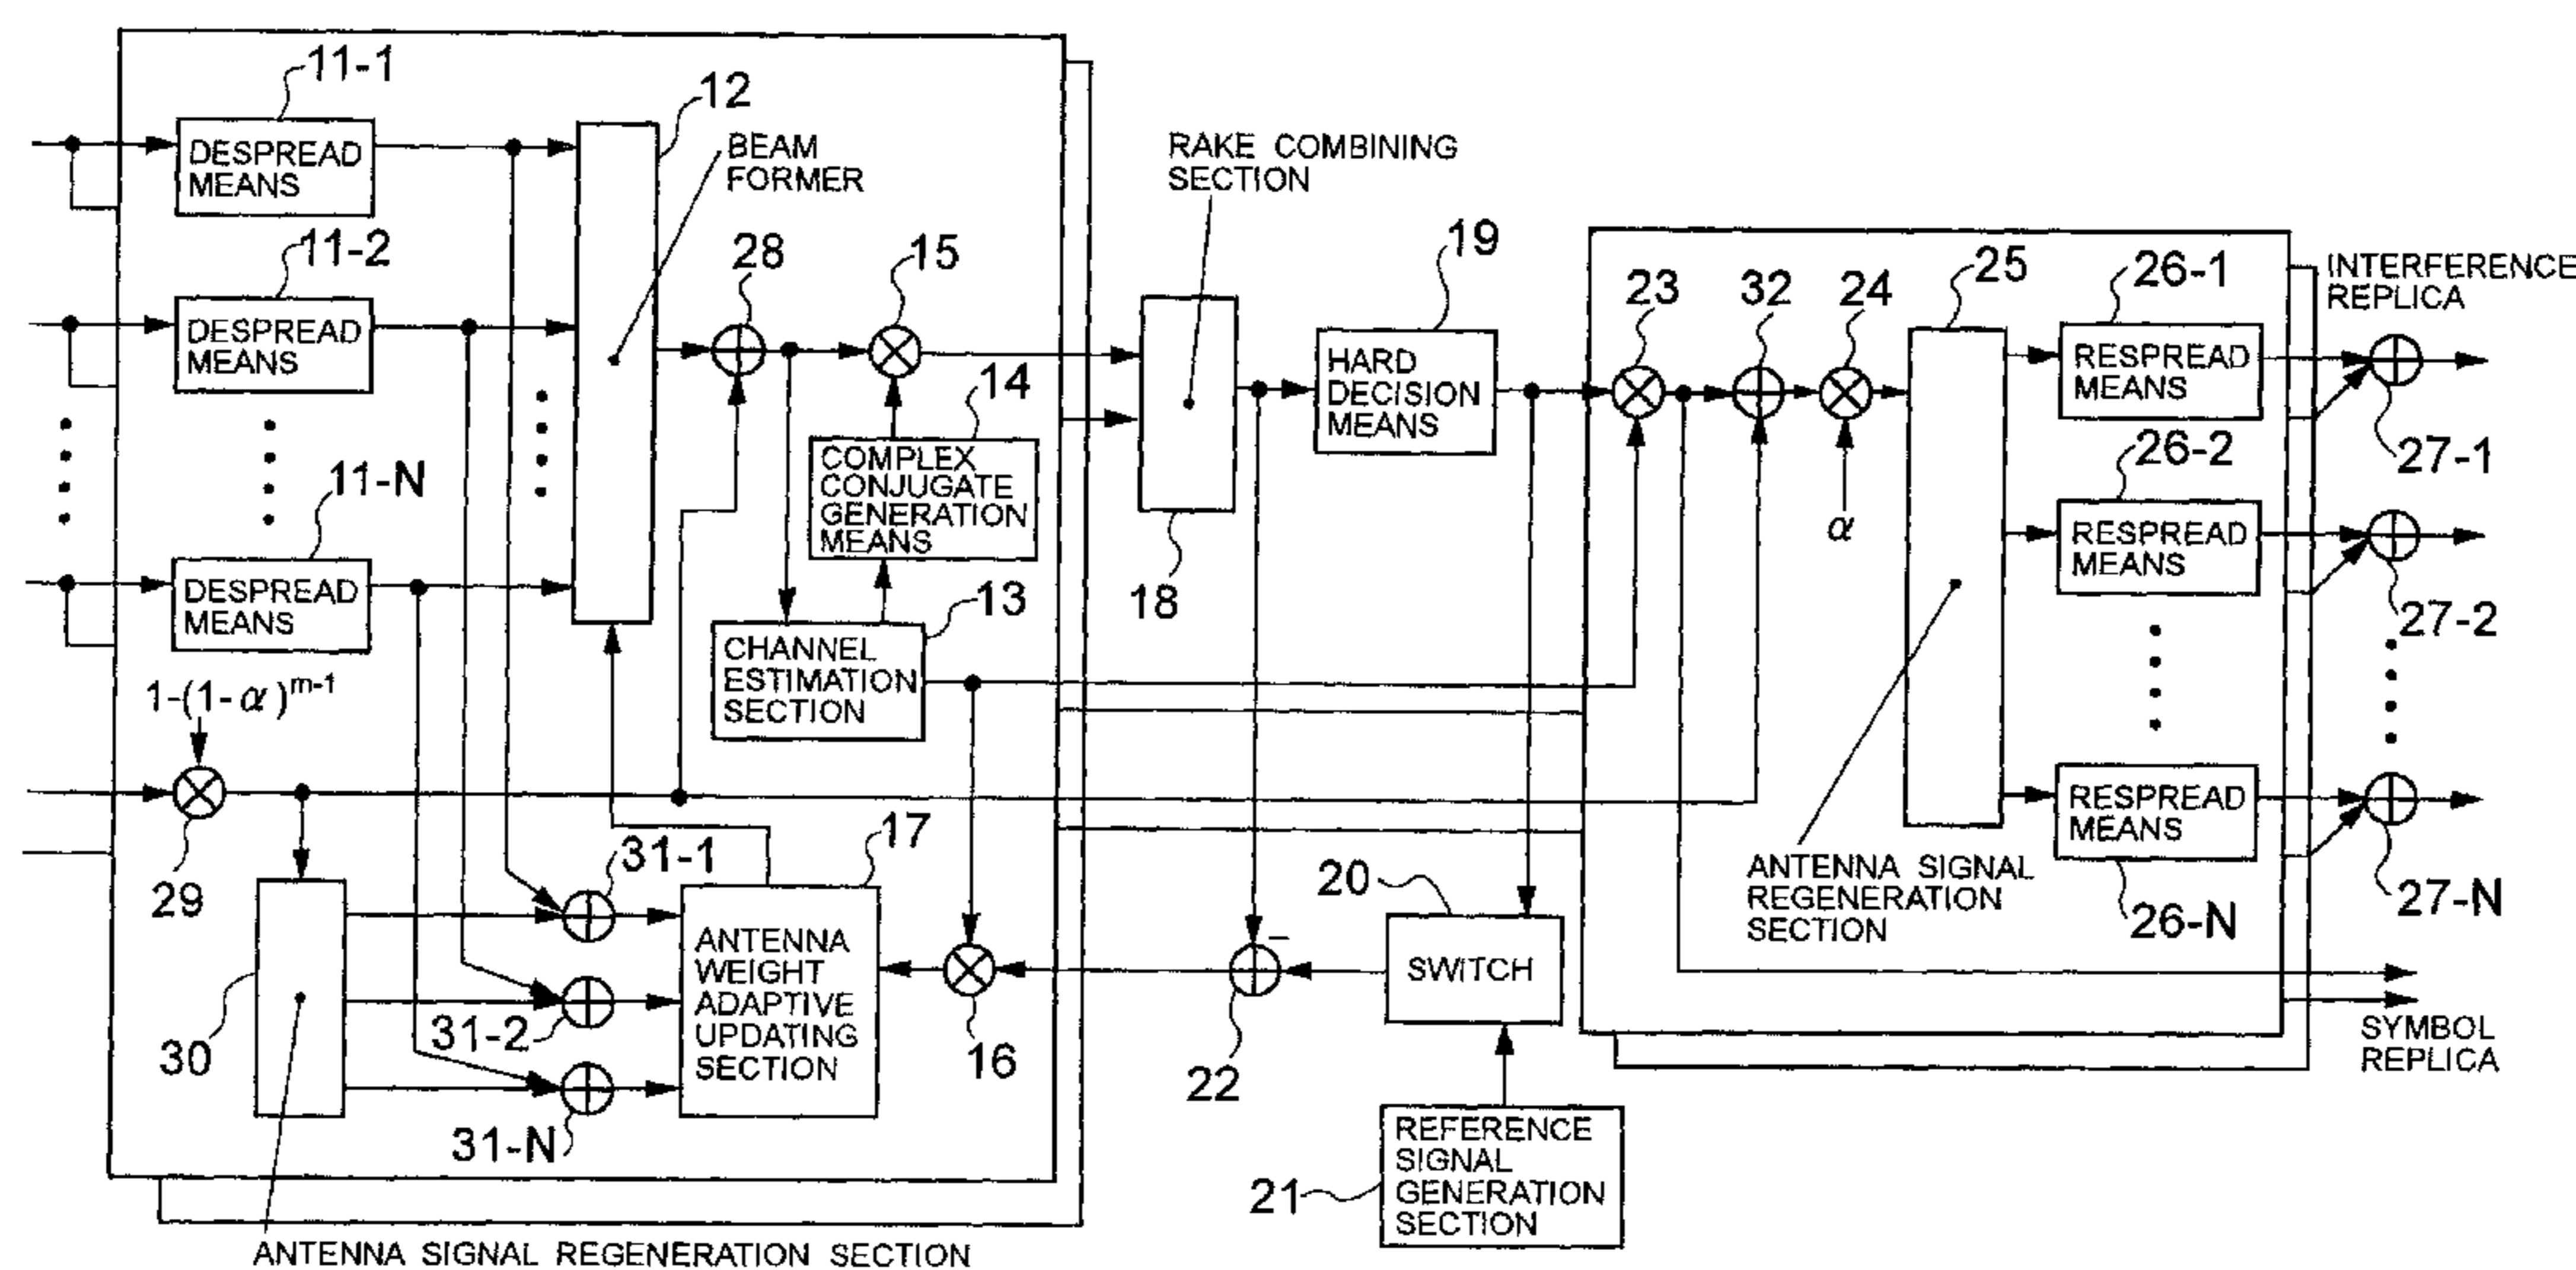 11-1
DESPREAD
MEANS
12
BEAM
FORMER
11-2
DESPREAD
MEANS
28
15
11-N
DESPREAD
MEANS
14
COMPLEX
CONJUGATE
GENERATION
MEANS
13
CHANNEL
ESTIMATION
SECTION
1-(1-α)^m-1
29
30
31-1
31-2
31-N
17
ANTENNA
WEIGHT
ADAPTIVE
UPDATING
SECTION
16
ANTENNA SIGNAL REGENERATION SECTION
RAKE COMBINING
SECTION
18
19
HARD
DECISION
MEANS
20
SWITCH
−
22
21
REFERENCE
SIGNAL
GENERATION
SECTION
23
32
24
α
25
ANTENNA SIGNAL
REGENERATION
SECTION
26-1
RESPREAD
MEANS
26-2
RESPREAD
MEANS
RESPREAD
MEANS
26-N
INTERFERENCE
REPLICA
27-1
27-2
27-N
SYMBOL
REPLICA